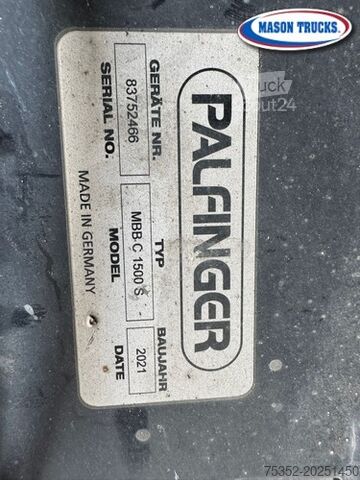 MASON TRUCKS.
PALFINGER
GERÄTE NR. TYP BAUJAHR
83752466 MBB C 1500 S - 2021
SERIAL NO. MODEL DATE
MADE IN GERMANY
75352-20251450